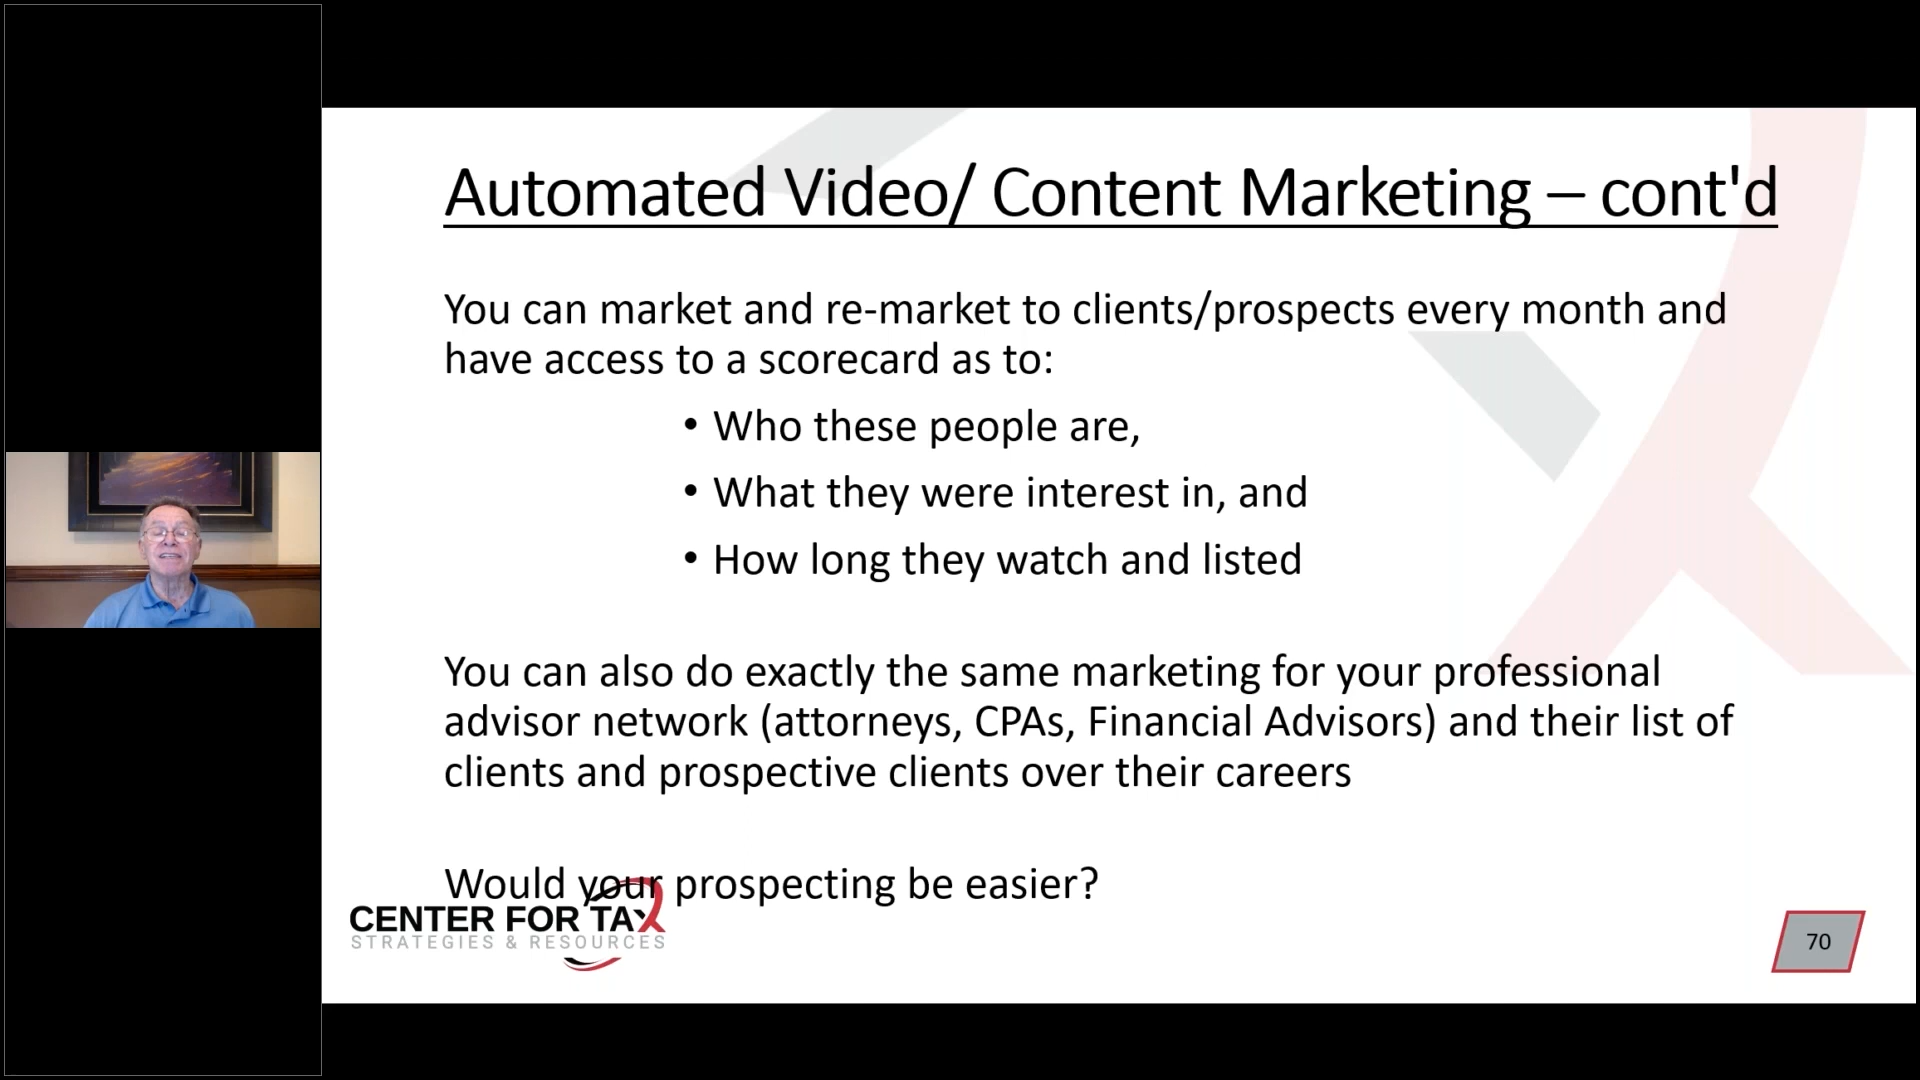 Automated Video/ Content Marketing – cont'd
You can market and re-market to clients/prospects every month and
have access to a scorecard as to:
• Who these people are,
• What they were interest in, and
• How long they watch and listed
You can also do exactly the same marketing for your professional
advisor network (attorneys, CPAs, Financial Advisors) and their list of
clients and prospective clients over their careers
Would your prospecting be easier?
CENTER FOR TAX
STRATEGIES & RESOURCES
70